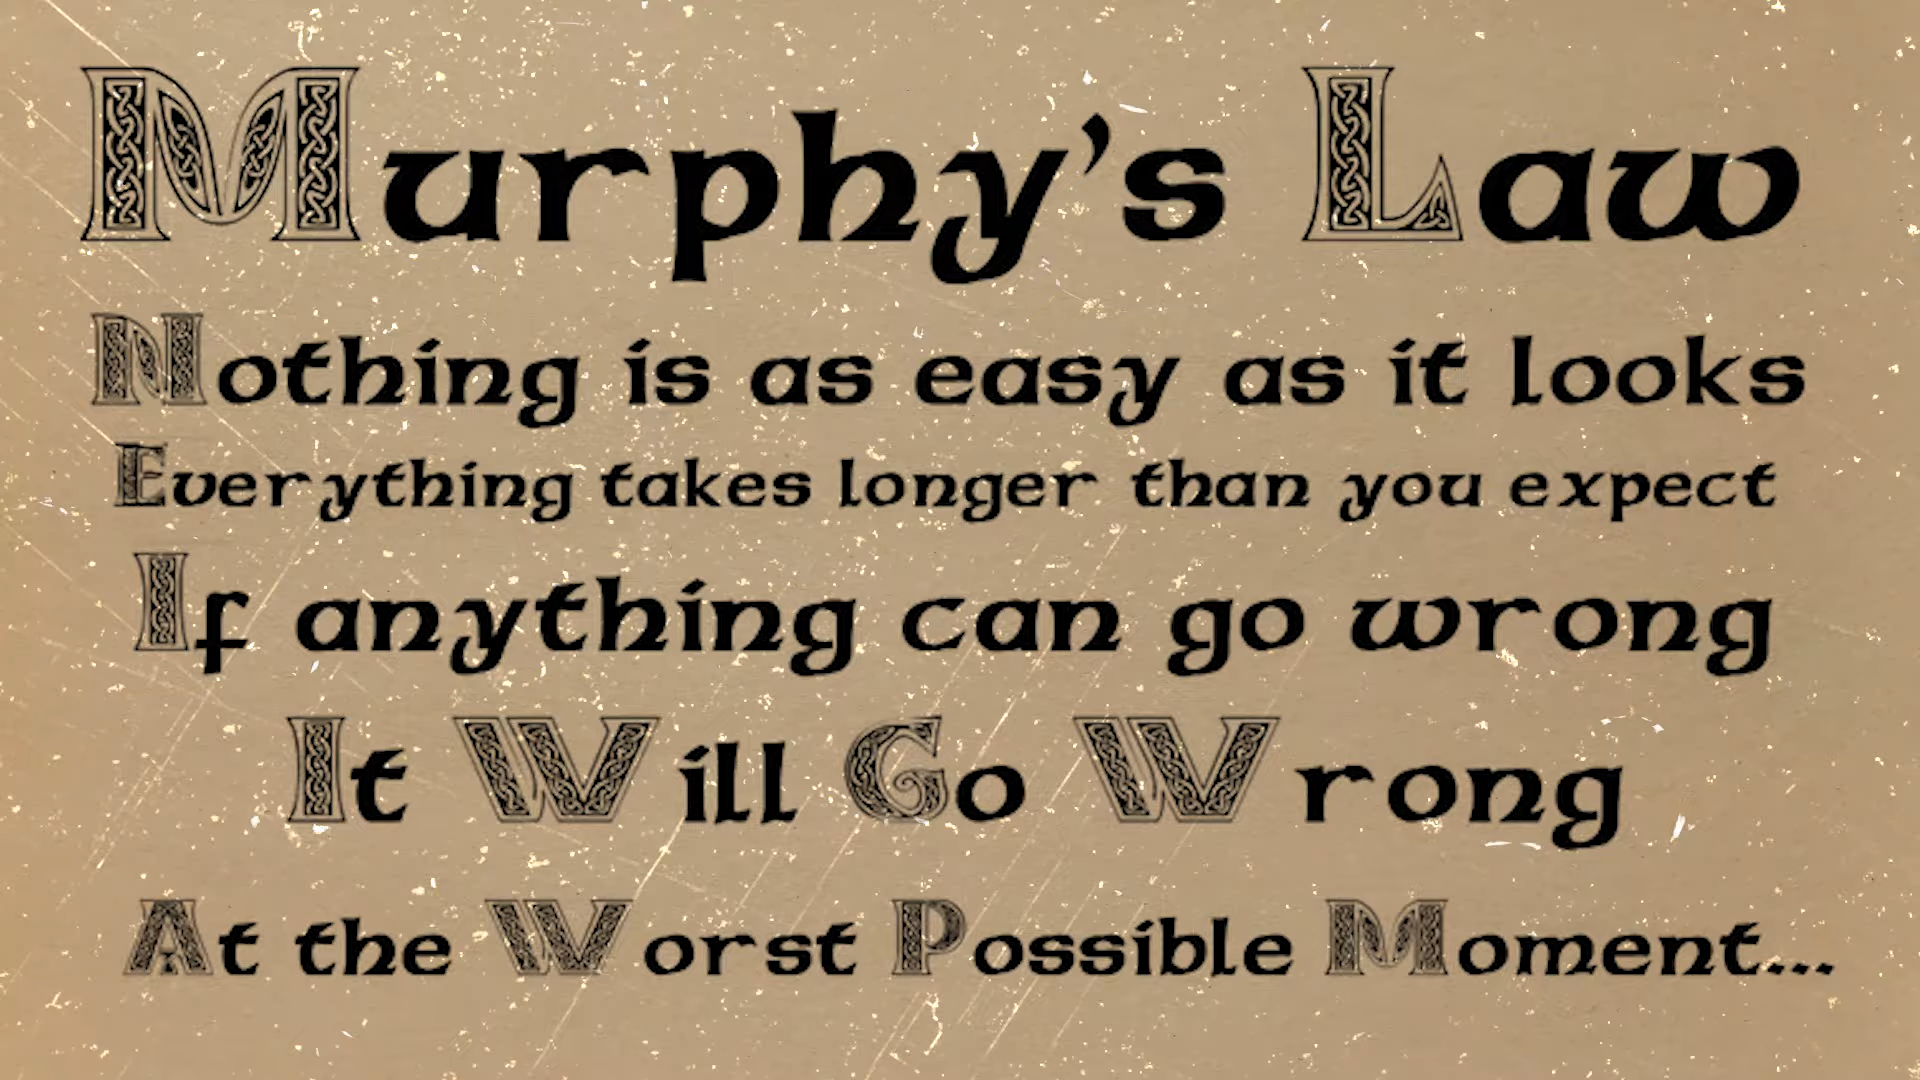 Murphy's Law
Nothing is as easy as it looks
Everything takes longer than you expect
If anything can go wrong
It Will Go Wrong
At the Worst Possible Moment...